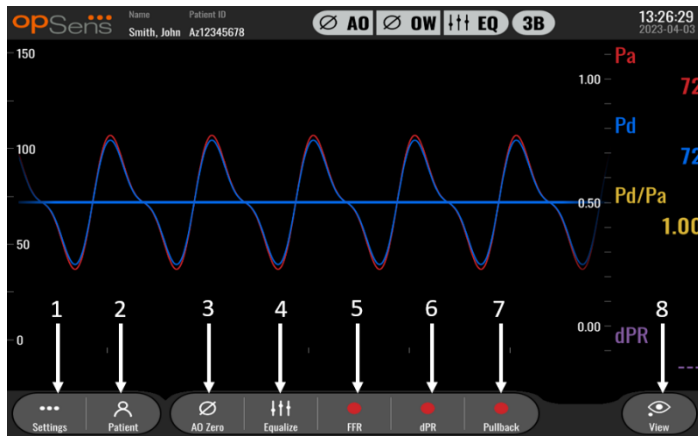 opSens
Name Patient ID
Smith, John Az12345678
AO OW EQ 3B
13:26:29
2023-04-03
150
100
50
0
1.00
0.50
0.00
Pa
72
Pd
72
Pd/Pa
1.00
dPR
---
1 2 3 4 5 6 7 8
Settings Patient AO Zero Equalize FFR dPR Pullback View